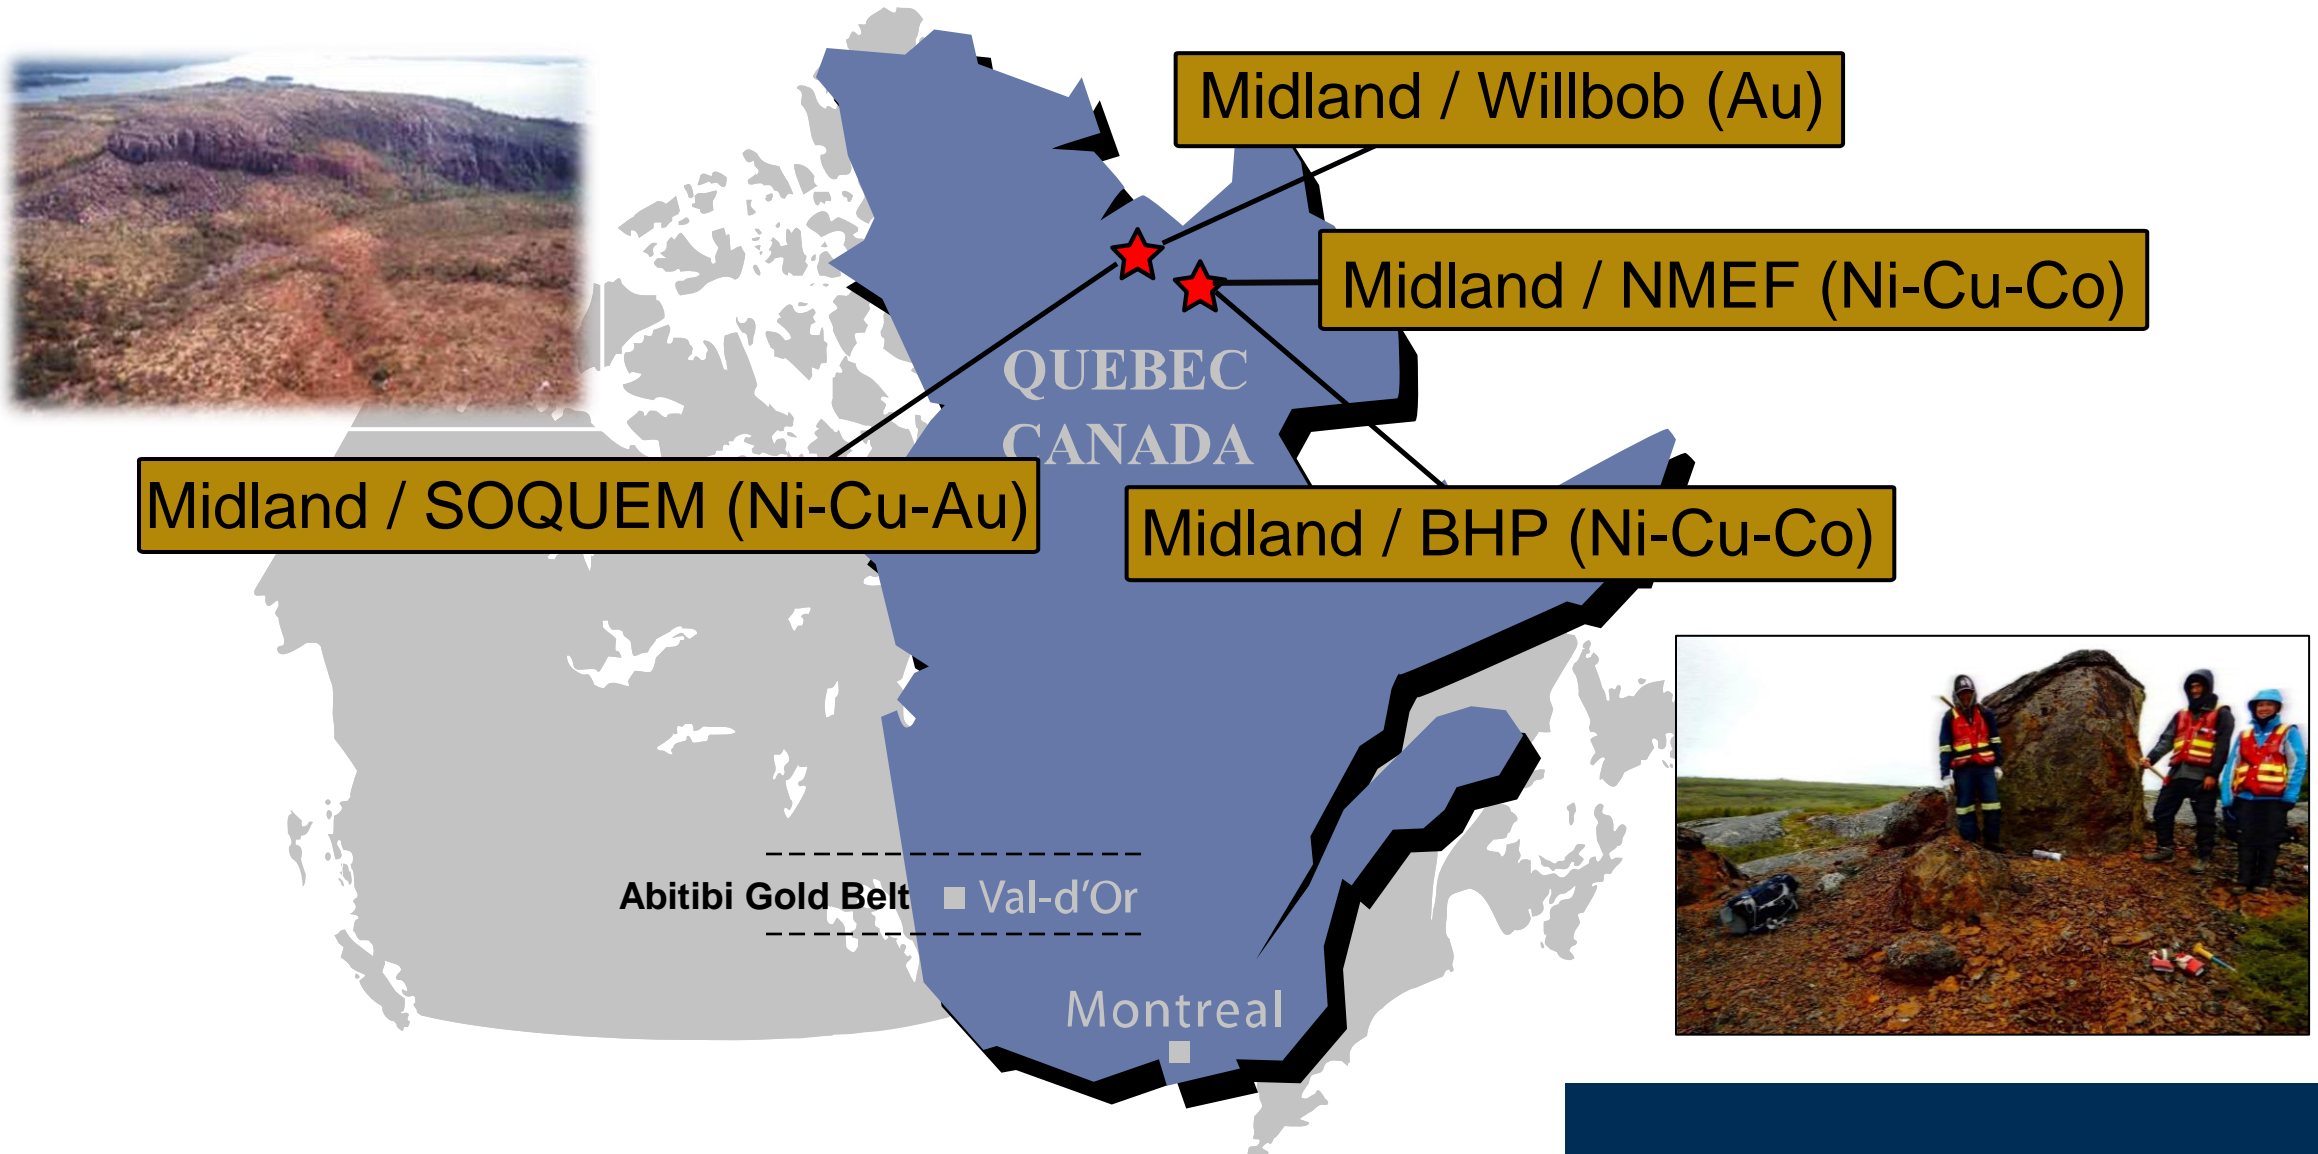 Midland / Willbob (Au)
Midland / NMEF (Ni-Cu-Co)
QUEBEC
CANADA
Midland / SOQUEM (Ni-Cu-Au)
Midland / BHP (Ni-Cu-Co)
Abitibi Gold Belt
Val-d'Or
Montreal